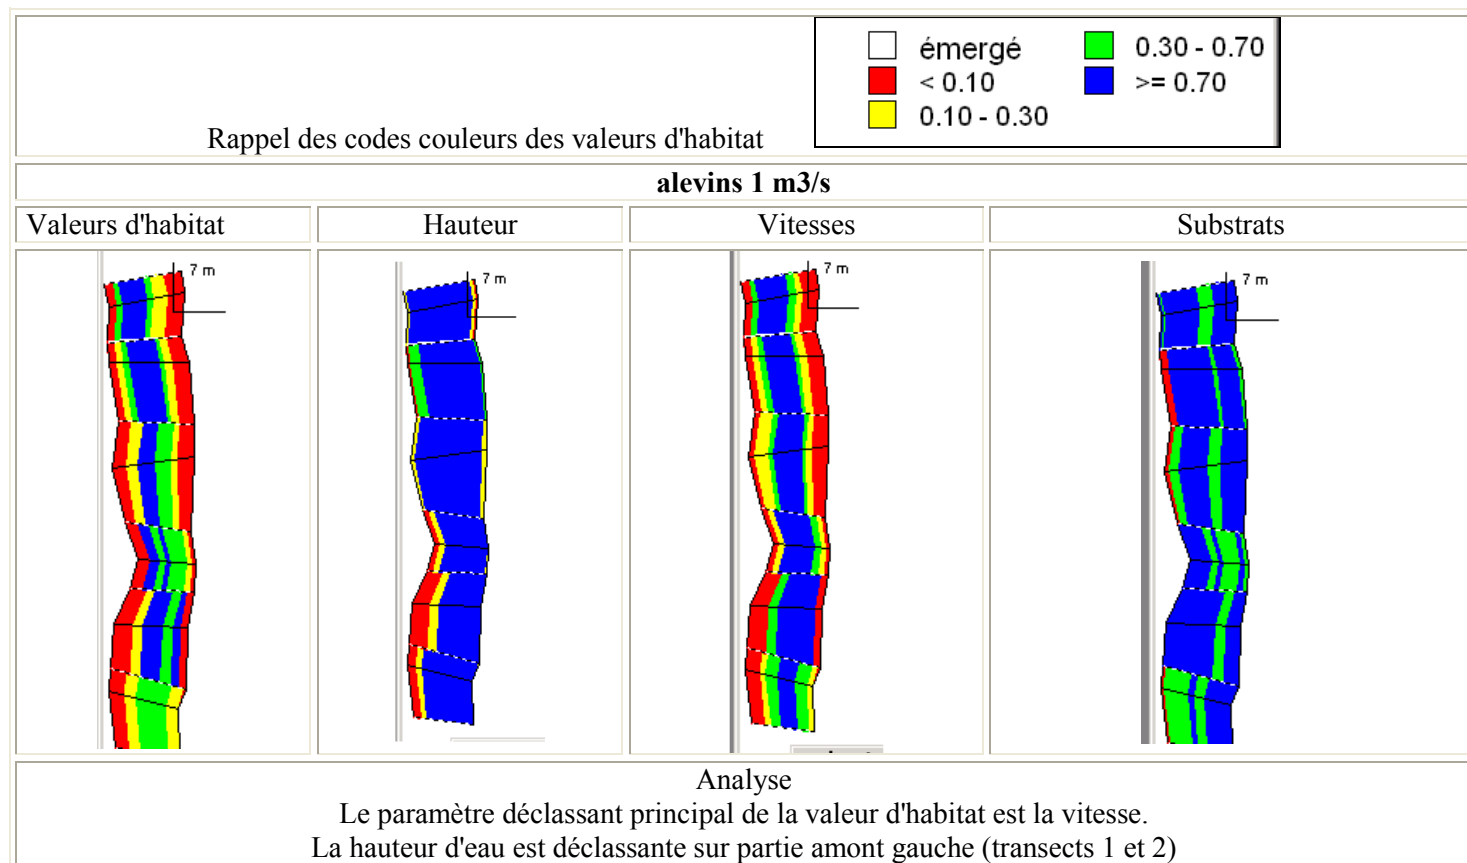 émergé
0.30 - 0.70
< 0.10
>= 0.70
0.10 - 0.30
Rappel des codes couleurs des valeurs d'habitat
alevins 1 m3/s
Valeurs d'habitat
Hauteur
Vitesses
Substrats
7 m
7 m
7 m
7 m
Analyse
Le paramètre déclassant principal de la valeur d'habitat est la vitesse.
La hauteur d'eau est déclassante sur partie amont gauche (transects 1 et 2)